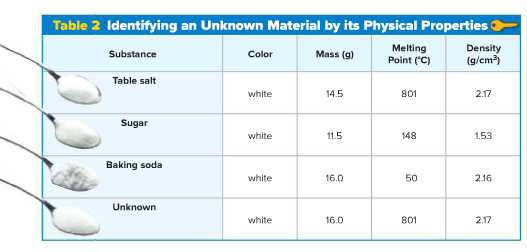 Table 2 Identifying an Unknown Material by its Physical Properties
Substance Color Mass (g) Melting Point (°C) Density (g/cm³)
Table salt white 14.5 801 2.17
Sugar white 11.5 148 1.53
Baking soda white 16.0 50 2.16
Unknown white 16.0 801 2.17